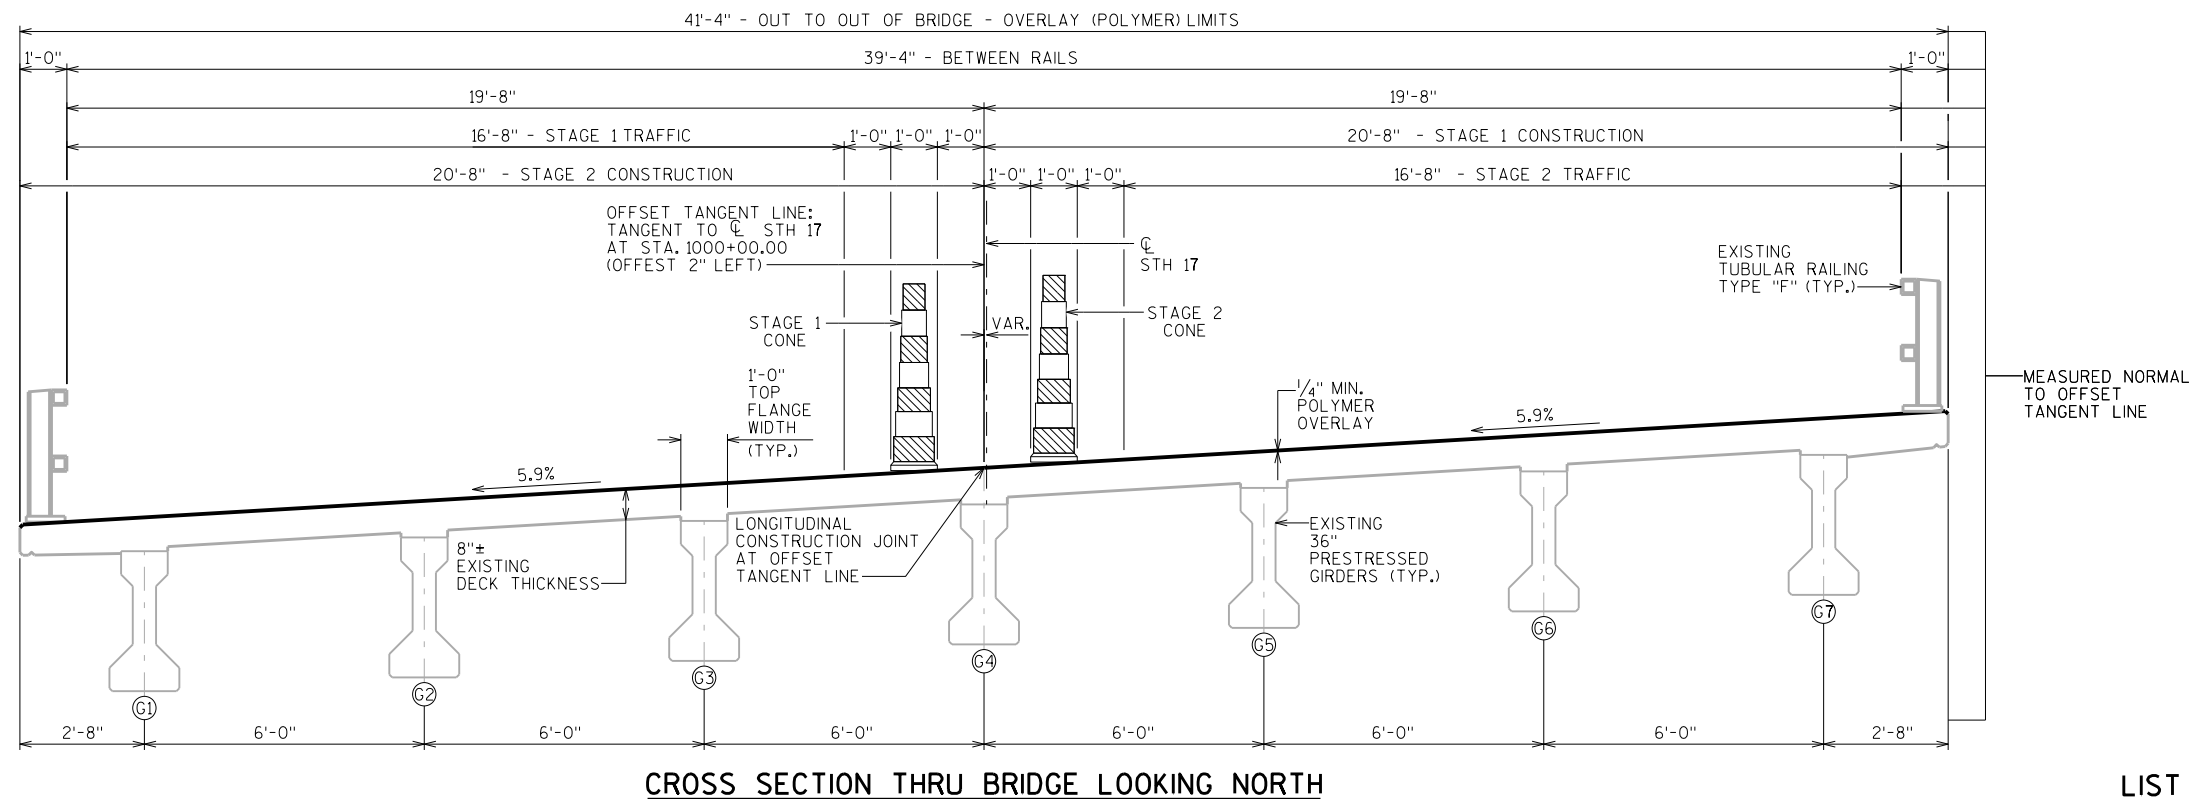 41'-4" - OUT TO OUT OF BRIDGE - OVERLAY (POLYMER) LIMITS
1'-0"
39'-4" - BETWEEN RAILS
1'-0"
19'-8"
19'-8"
16'-8" - STAGE 1 TRAFFIC
1'-0"
1'-0"
1'-0"
20'-8" - STAGE 1 CONSTRUCTION
20'-8" - STAGE 2 CONSTRUCTION
1'-0"
1'-0"
1'-0"
16'-8" - STAGE 2 TRAFFIC
OFFSET TANGENT LINE:
TANGENT TO ℄ STH 17
AT STA. 1000+00.00
(OFFEST 2" LEFT)
℄
STH 17
EXISTING
TUBULAR RAILING
TYPE "F" (TYP.)
STAGE 1
CONE
VAR.
STAGE 2
CONE
1'-0"
TOP
FLANGE
WIDTH
(TYP.)
1/4" MIN.
POLYMER
OVERLAY
5.9%
MEASURED NORMAL
TO OFFSET
TANGENT LINE
5.9%
8"±
EXISTING
DECK THICKNESS
LONGITUDINAL
CONSTRUCTION JOINT
AT OFFSET
TANGENT LINE
EXISTING
36"
PRESTRESSED
GIRDERS (TYP.)
G1
G2
G3
G4
G5
G6
G7
2'-8"
6'-0"
6'-0"
6'-0"
6'-0"
6'-0"
6'-0"
2'-8"
CROSS SECTION THRU BRIDGE LOOKING NORTH
LIST